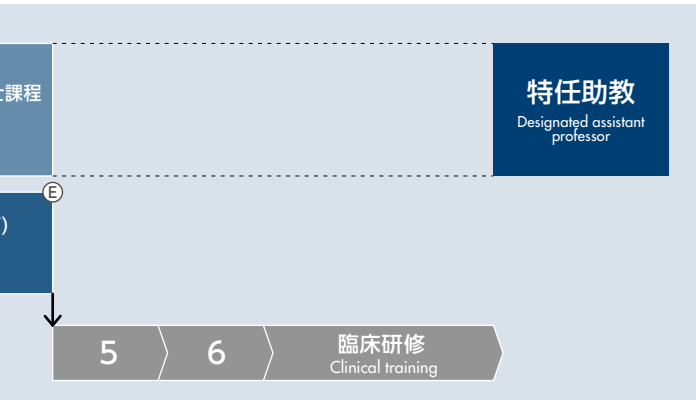 課程
特任助教
Designated assistant
professor
E
)
5
6
臨床研修
Clinical training